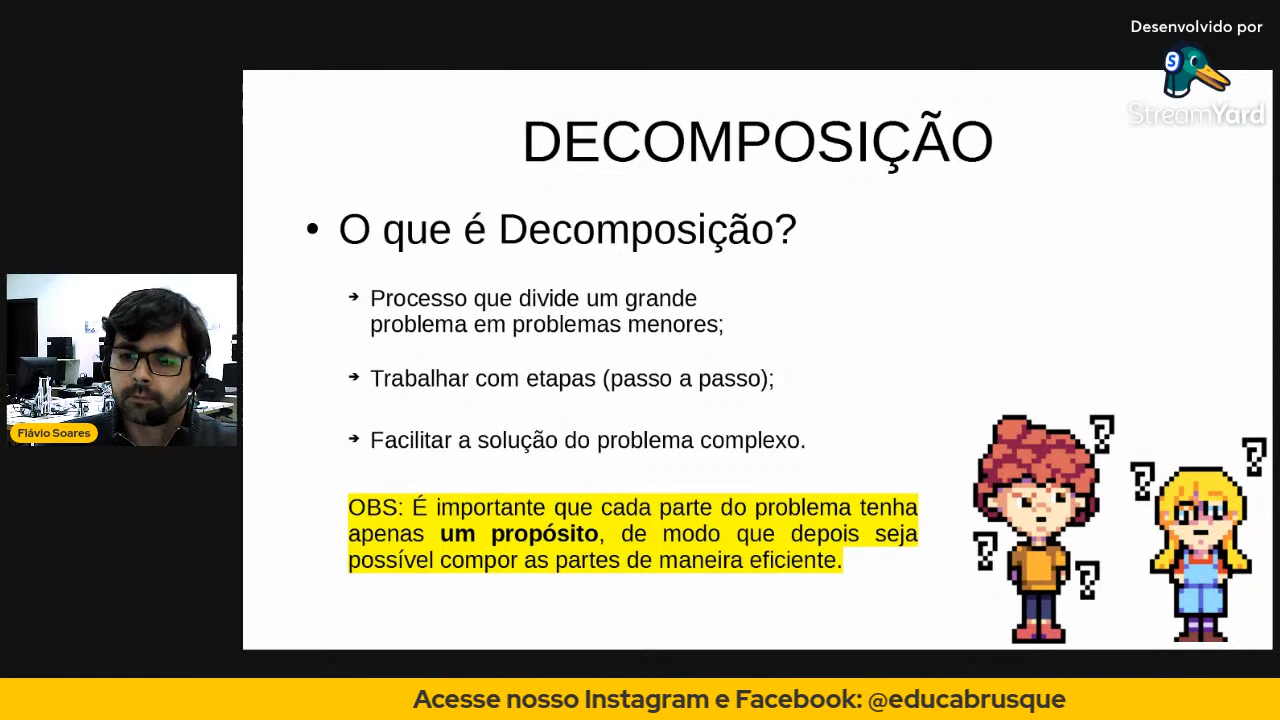 Desenvolvido por
S
StreamYard
DECOMPOSIÇÃO
• O que é Decomposição?
➔ Processo que divide um grande
problema em problemas menores;
➔ Trabalhar com etapas (passo a passo);
➔ Facilitar a solução do problema complexo.
OBS: É importante que cada parte do problema tenha
apenas um propósito, de modo que depois seja
possível compor as partes de maneira eficiente.
? ? ? ? ?
Flávio Soares
Acesse nosso Instagram e Facebook: @educabrusque